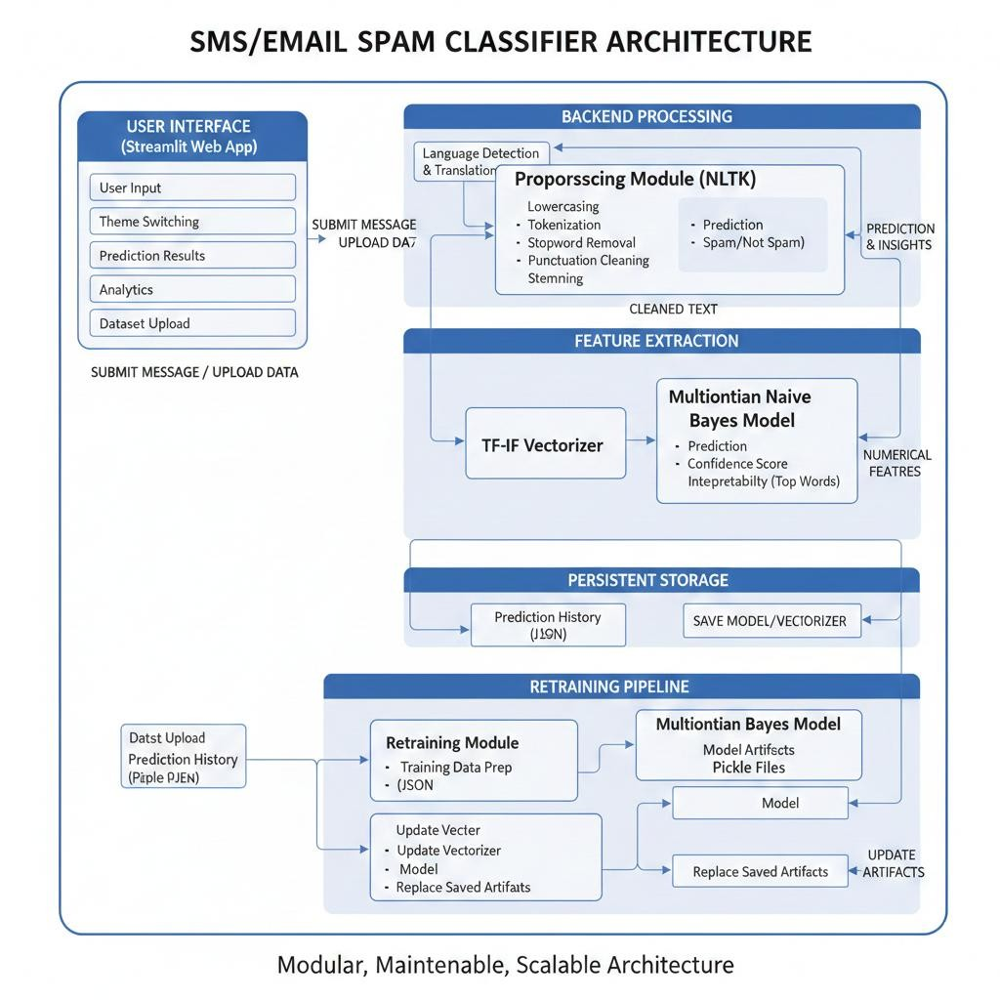 SMS/EMAIL SPAM CLASSIFIER ARCHITECTURE
USER INTERFACE
(Streamlit Web App)
User Input
Theme Switching
Prediction Results
Analytics
Dataset Upload
SUBMIT MESSAGE / UPLOAD DATA
SUBMIT MESSAGE
UPLOAD DAT
BACKEND PROCESSING
Language Detection
& Translation
Proporsscing Module (NLTK)
Lowercasing
- Tokenization
- Stopword Removal
- Punctuation Cleaning
Stemning
- Prediction
- Spam/Not Spam)
PREDICTION
& INSIGHTS
CLEANED TEXT
FEATURE EXTRACTION
TF-IF Vectorizer
Multiontian Naive
Bayes Model
- Prediction
- Confidence Score
Intepretabilty (Top Words)
NUMERICAL
FEATRES
PERSISTENT STORAGE
Prediction History
SAVE MODEL/VECTORIZER
RETRAINING PIPELINE
Datst Upload
Prediction History
Retraining Module
- Training Data Prep
- (JSON
Multiontian Bayes Model
Model Artifscts
Pickle Files
Update Vecter
- Update Vectorizer
- Model
- Replace Saved Artifaıts
Model
Replace Saved Artifacts
UPDATE
ARTIFACTS
Modular, Maintenable, Scalable Architecture